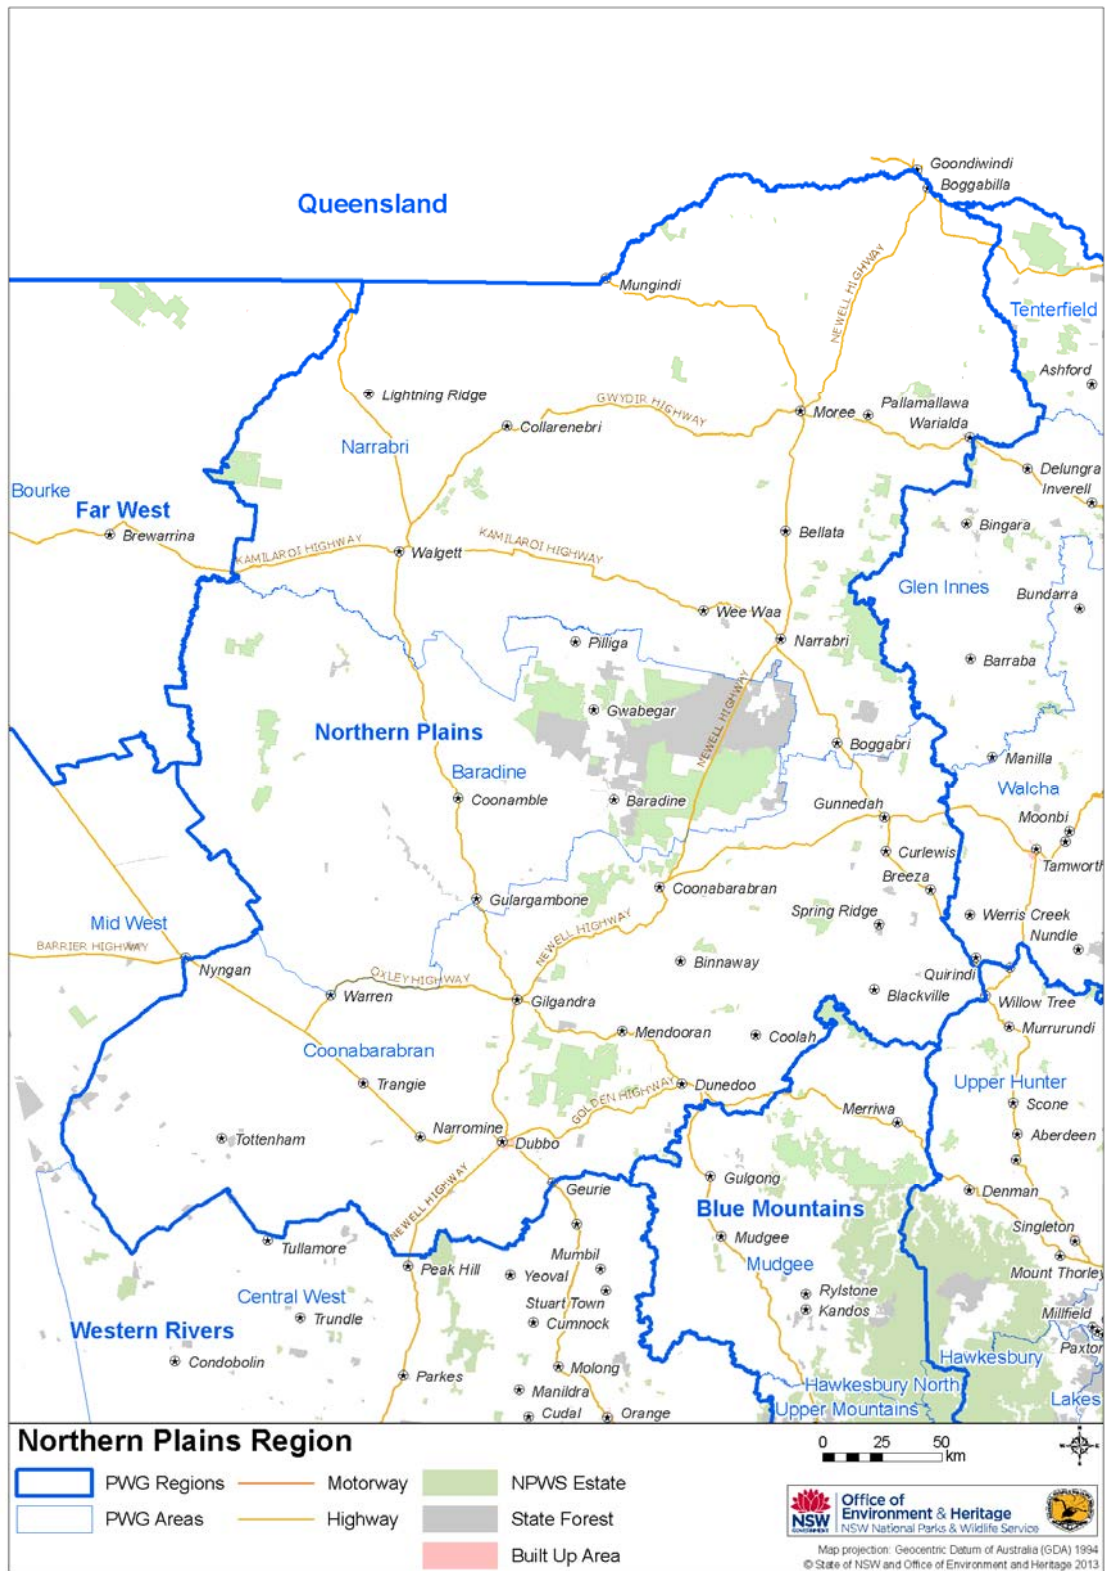 Goondiwindi
Boggabilla
Queensland
Mungindi
NEWELL HIGHWAY
Tenterfield
Ashford
Lightning Ridge
GWYDIR HIGHWAY
Pallamallawa
Moree
Collarenebri
Warialda
Narrabri
Delungra
Bourke
Inverell
Far West
Bingara
Brewarrina
Bellata
KAMILAROI HIGHWAY
KAMILAROI HIGHWAY
Walgett
Glen Innes
Bundarra
Wee Waa
Pilliga
Narrabri
Barraba
NEWELL HIGHWAY
Gwabegar
Northern Plains
Boggabri
Manilla
Baradine
Walcha
Coonamble
Baradine
Gunnedah
Moonbi
Curlewis
Tamworth
Breeza
Coonabarabran
Gulargambone
Mid West
Spring Ridge
Werris Creek
NEWELL HIGHWAY
Nundle
BARRIER HIGHWAY
Nyngan
Binnaway
OXLEY HIGHWAY
Quirindi
Warren
Gilgandra
Blackville
Willow Tree
Mendooran
Coolah
Murrurundi
Coonabarabran
Trangie
Dunedoo
Upper Hunter
GOLDEN HIGHWAY
Merriwa
Scone
Narromine
Tottenham
Dubbo
Aberdeen
NEWELL HIGHWAY
Gulgong
Geurie
Denman
Blue Mountains
Singleton
Tullamore
Mudgee
Mumbil
Mount Thorley
Peak Hill
Yeoval
Mudgee
Central West
Stuart Town
Rylstone
Trundle
Cumnock
Kandos
Millfield
Western Rivers
Paxton
Condobolin
Molong
Hawkesbury
Parkes
Manildra
Hawkesbury North
Lakes
Cudal
Orange
Upper Mountains
Northern Plains Region
0 25 50
km
PWG Regions
Motorway
NPWS Estate
PWG Areas
Highway
State Forest
Built Up Area
NSW
GOVERNMENT
Office of
Environment & Heritage
NSW National Parks & Wildlife Service
Map projection: Geocentric Datum of Australia (GDA) 1994
© State of NSW and Office of Environment and Heritage 2013